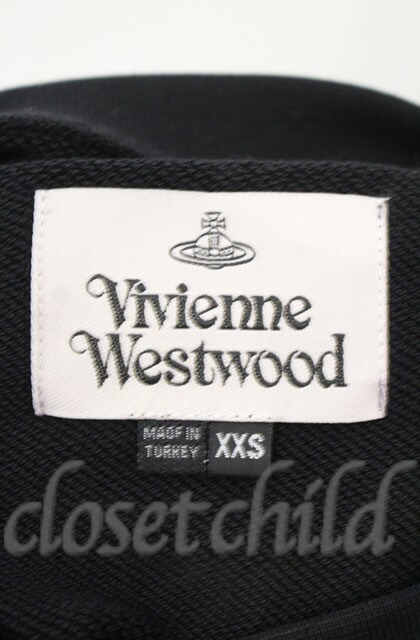 Vivienne
Westwood
MADE IN
TURKEY
XXS
closet child